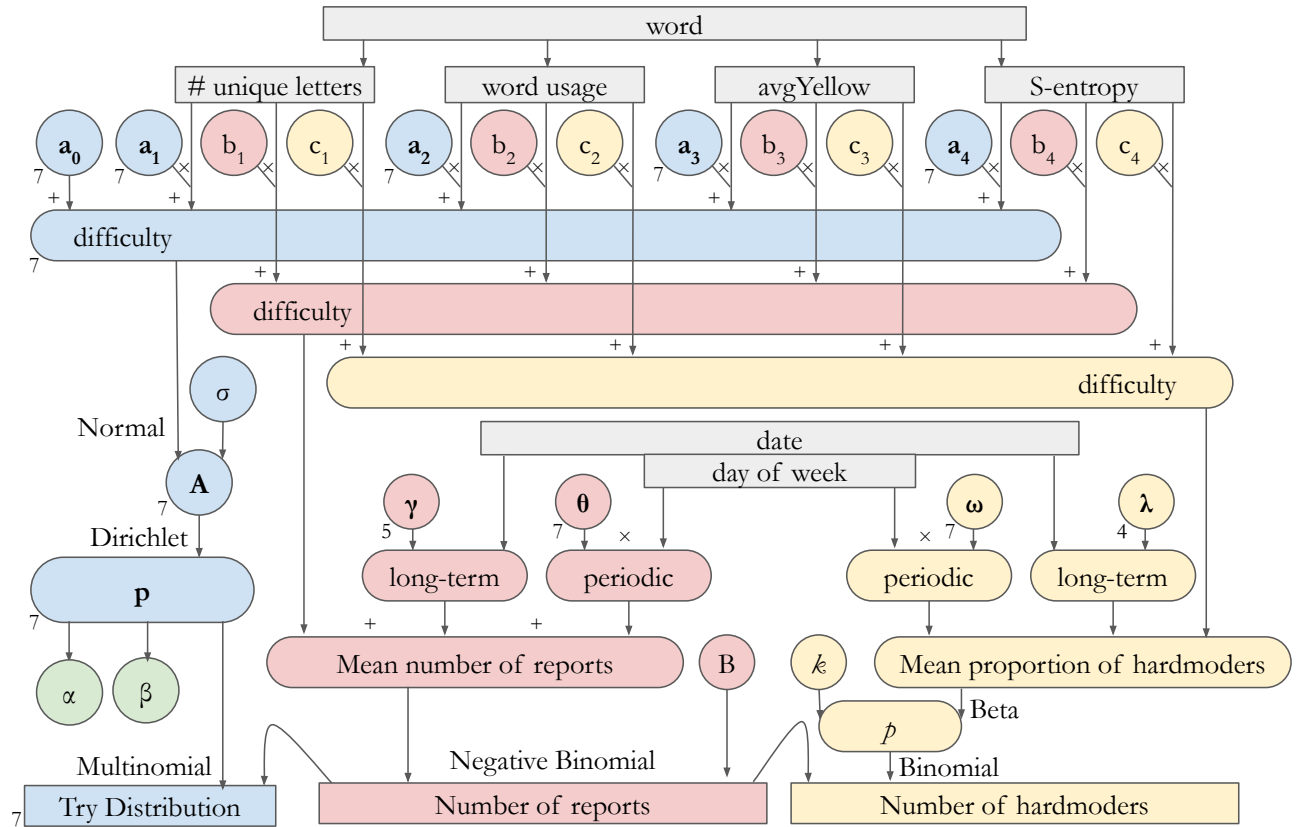 word
# unique letters word usage avgYellow S-entropy
a0 a1 b1 c1 a2 b2 c2 a3 b3 c3 a4 b4 c4
7 7 × × × 7 × × × 7 × × × 7 × × ×
+ + + + +
difficulty
7
+ + + +
difficulty
+ + + +
difficulty
σ
Normal
date
day of week
A
7
γ θ ω λ
5 7 × × 7 4
Dirichlet
long-term periodic periodic long-term
p
7
+ +
Mean number of reports B k Mean proportion of hardmoders
α β
Beta
p
Multinomial Negative Binomial Binomial
Try Distribution Number of reports Number of hardmoders
7